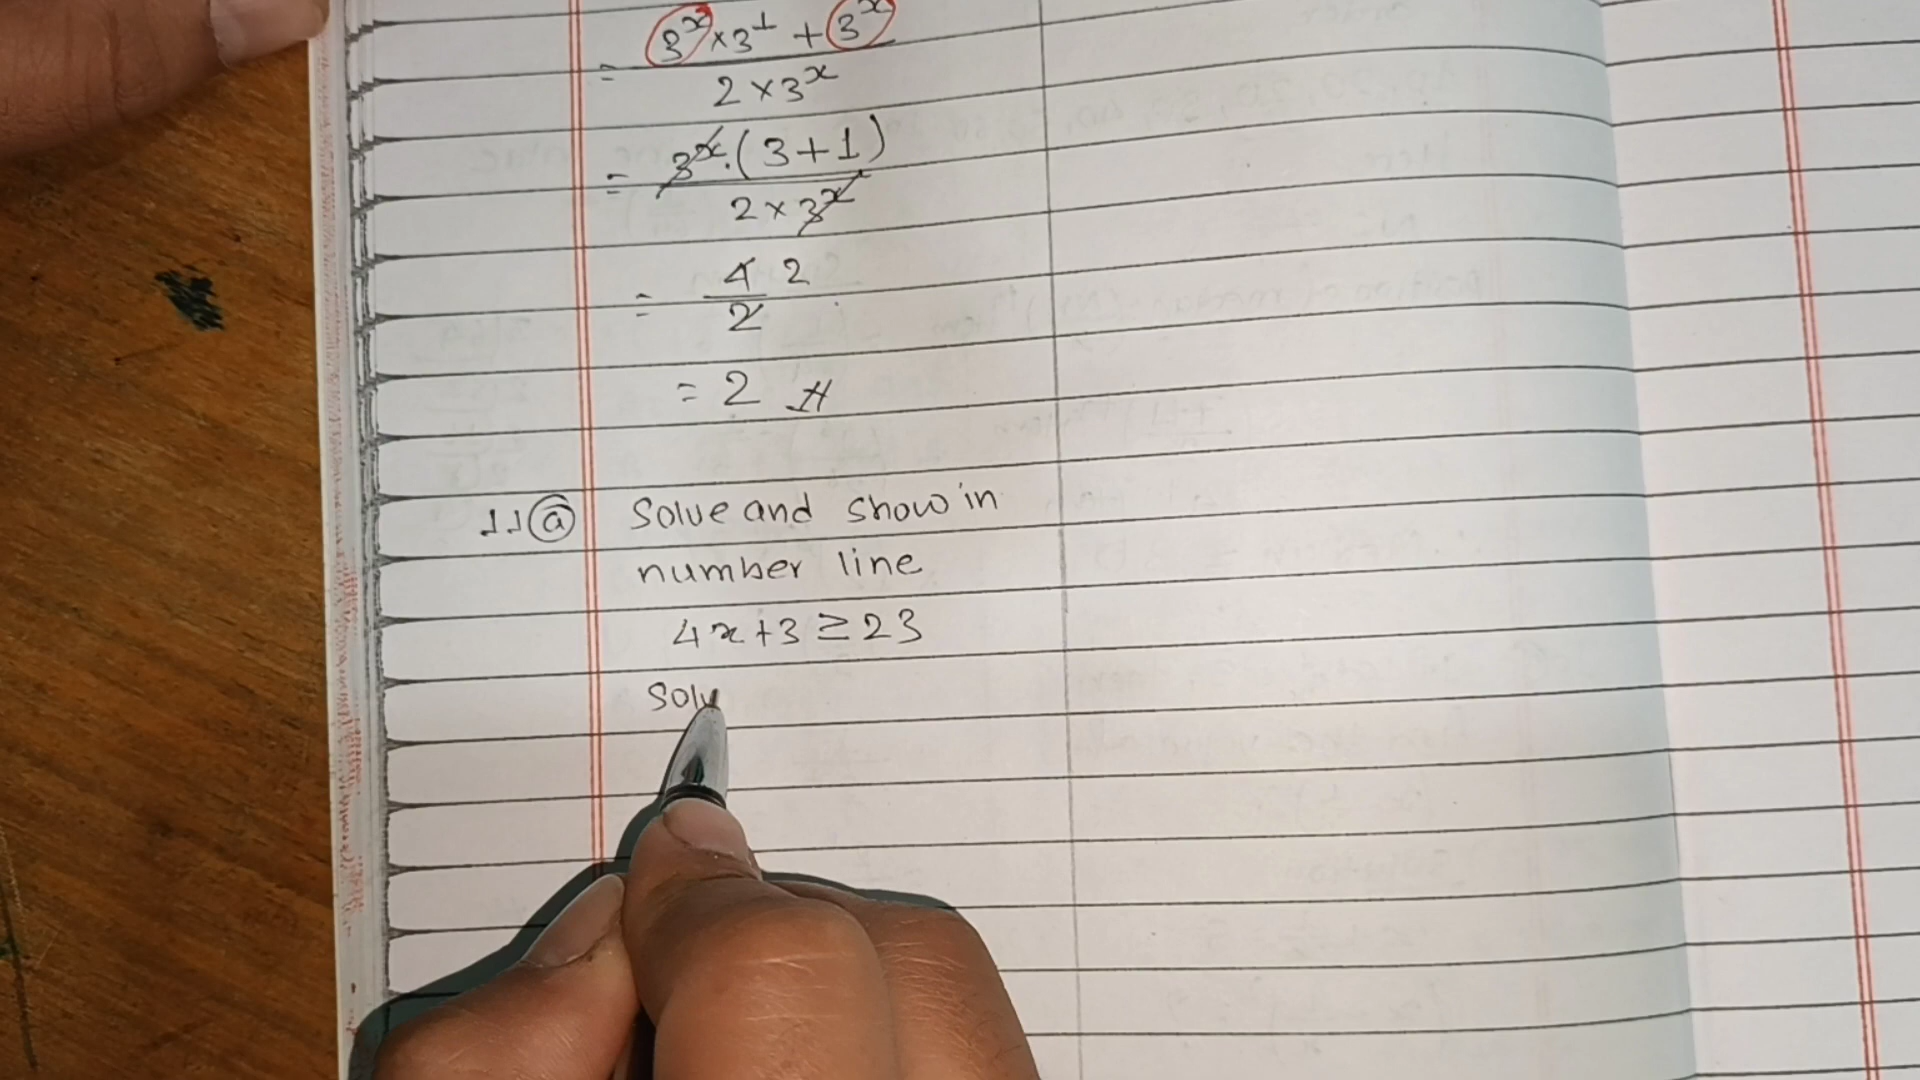 3^x × 3^1 + 3^x
= 2 × 3^x
3^x. (3+1)
= 2 × 3^x
4 2
= 2
= 2 #
11 (a) Solve and show in
number line
4x+3 ≥ 23
Solu